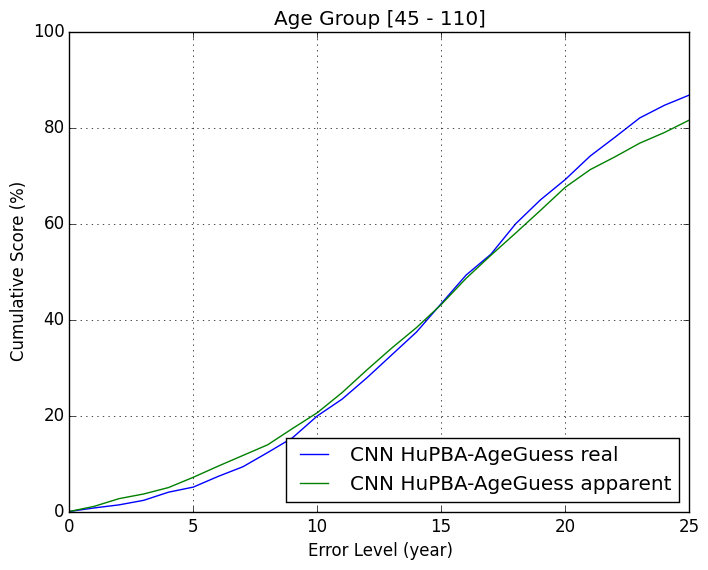 Age Group [45 - 110]
100
80
60
40
20
0
Cumulative Score (%)
CNN HuPBA-AgeGuess real
CNN HuPBA-AgeGuess apparent
0 5 10 15 20 25
Error Level (year)